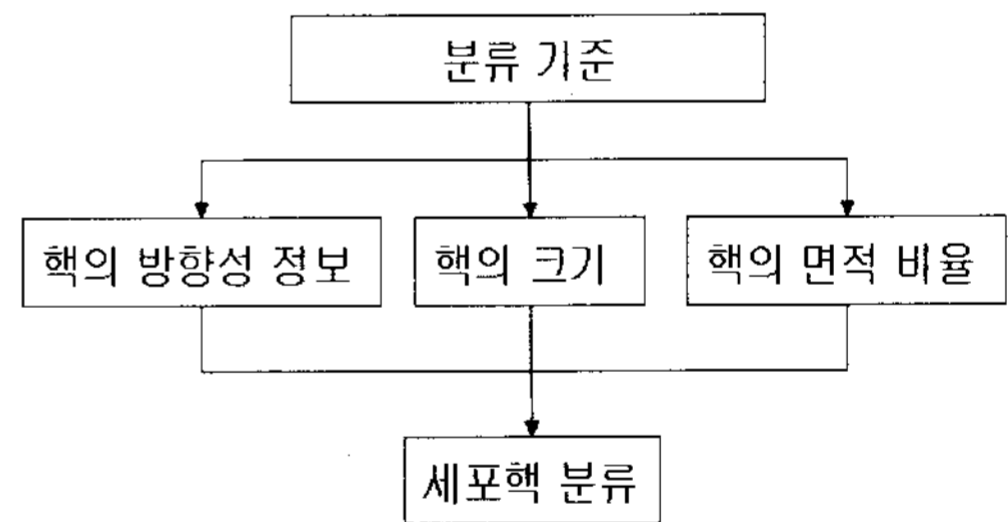 분류 기준
핵의 방향성 정보
핵의 크기
핵의 면적 비율
세포핵 분류